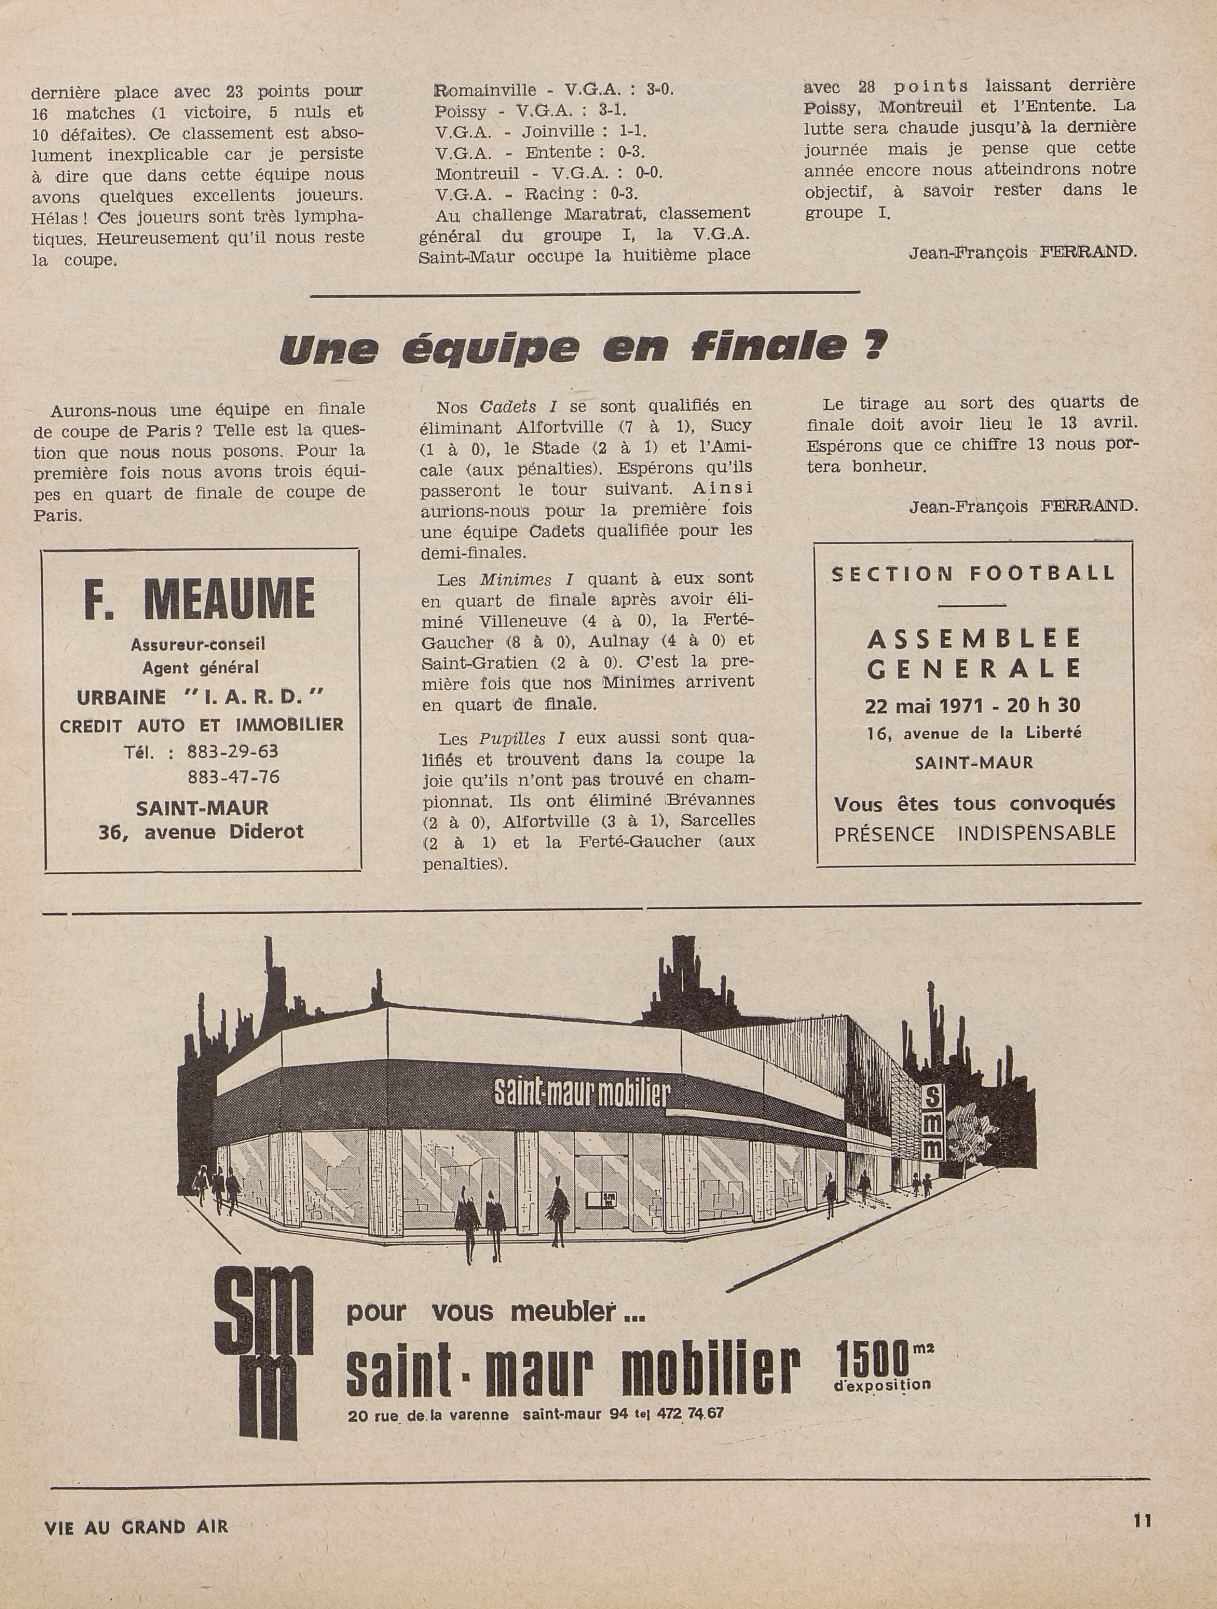 dernière place avec 23 points pour
16 matches (1 victoire, 5 nuls et
10 défaites). Ce classement est abso-
lument inexplicable car je persiste
à dire que dans cette équipe nous
avons quelques excellents joueurs.
Hélas ! Ces joueurs sont très lympha-
tiques. Heureusement qu'il nous reste
la coupe.
Romainville - V.G.A. : 3-0.
Poissy - V.G.A. : 3-1.
V.G.A. - Joinville : 1-1.
V.G.A. - Entente : 0-3.
Montreuil - V.G.A. : 0-0.
V.G.A. - Racing : 0-3.
Au challenge Maratrat, classement
général du groupe I, la V.G.A.
Saint-Maur occupe la huitième place
avec 28 points laissant derrière
Poissy, Montreuil et l'Entente. La
lutte sera chaude jusqu'à la dernière
journée mais je pense que cette
année encore nous atteindrons notre
objectif, à savoir rester dans le
groupe I.
Jean-François FERRAND.
Une équipe en finale ?
Aurons-nous une équipe en finale
de coupe de Paris ? Telle est la ques-
tion que nous nous posons. Pour la
première fois nous avons trois équi-
pes en quart de finale de coupe de
Paris.
Nos Cadets I se sont qualifiés en
éliminant Alfortville (7 à 1), Sucy
(1 à 0), le Stade (2 à 1) et l'Ami-
cale (aux pénalties). Espérons qu'ils
passeront le tour suivant. Ainsi
aurions-nous pour la première fois
une équipe Cadets qualifiée pour les
demi-finales.
Les Minimes I quant à eux sont
en quart de finale après avoir éli-
miné Villeneuve (4 à 0), la Ferté-
Gaucher (8 à 0), Aulnay (4 à 0) et
Saint-Gratien (2 à 0). C'est la pre-
mière fois que nos Minimes arrivent
en quart de finale.
Les Pupilles I eux aussi sont qua-
lifiés et trouvent dans la coupe la
joie qu'ils n'ont pas trouvé en cham-
pionnat. Ils ont éliminé Brévannes
(2 à 0), Alfortville (3 à 1), Sarcelles
(2 à 1) et la Ferté-Gaucher (aux
penalties).
Le tirage au sort des quarts de
finale doit avoir lieu le 13 avril.
Espérons que ce chiffre 13 nous por-
tera bonheur.
Jean-François FERRAND.
F. MEAUME
Assureur-conseil
Agent général
URBAINE "I. A. R. D."
CREDIT AUTO ET IMMOBILIER
Tél. : 883-29-63
883-47-76
SAINT-MAUR
36, avenue Diderot
SECTION FOOTBALL
ASSEMBLEE
GENERALE
22 mai 1971 - 20 h 30
16, avenue de la Liberté
SAINT-MAUR
Vous êtes tous convoqués
PRÉSENCE INDISPENSABLE
saint-maur mobilier
s
m
m
sm
m
sm
m
pour vous meubler...
saint-maur mobilier
1500 m2
d'exposition
20 rue de la varenne saint-maur 94 tel 472 74 67
VIE AU GRAND AIR
11